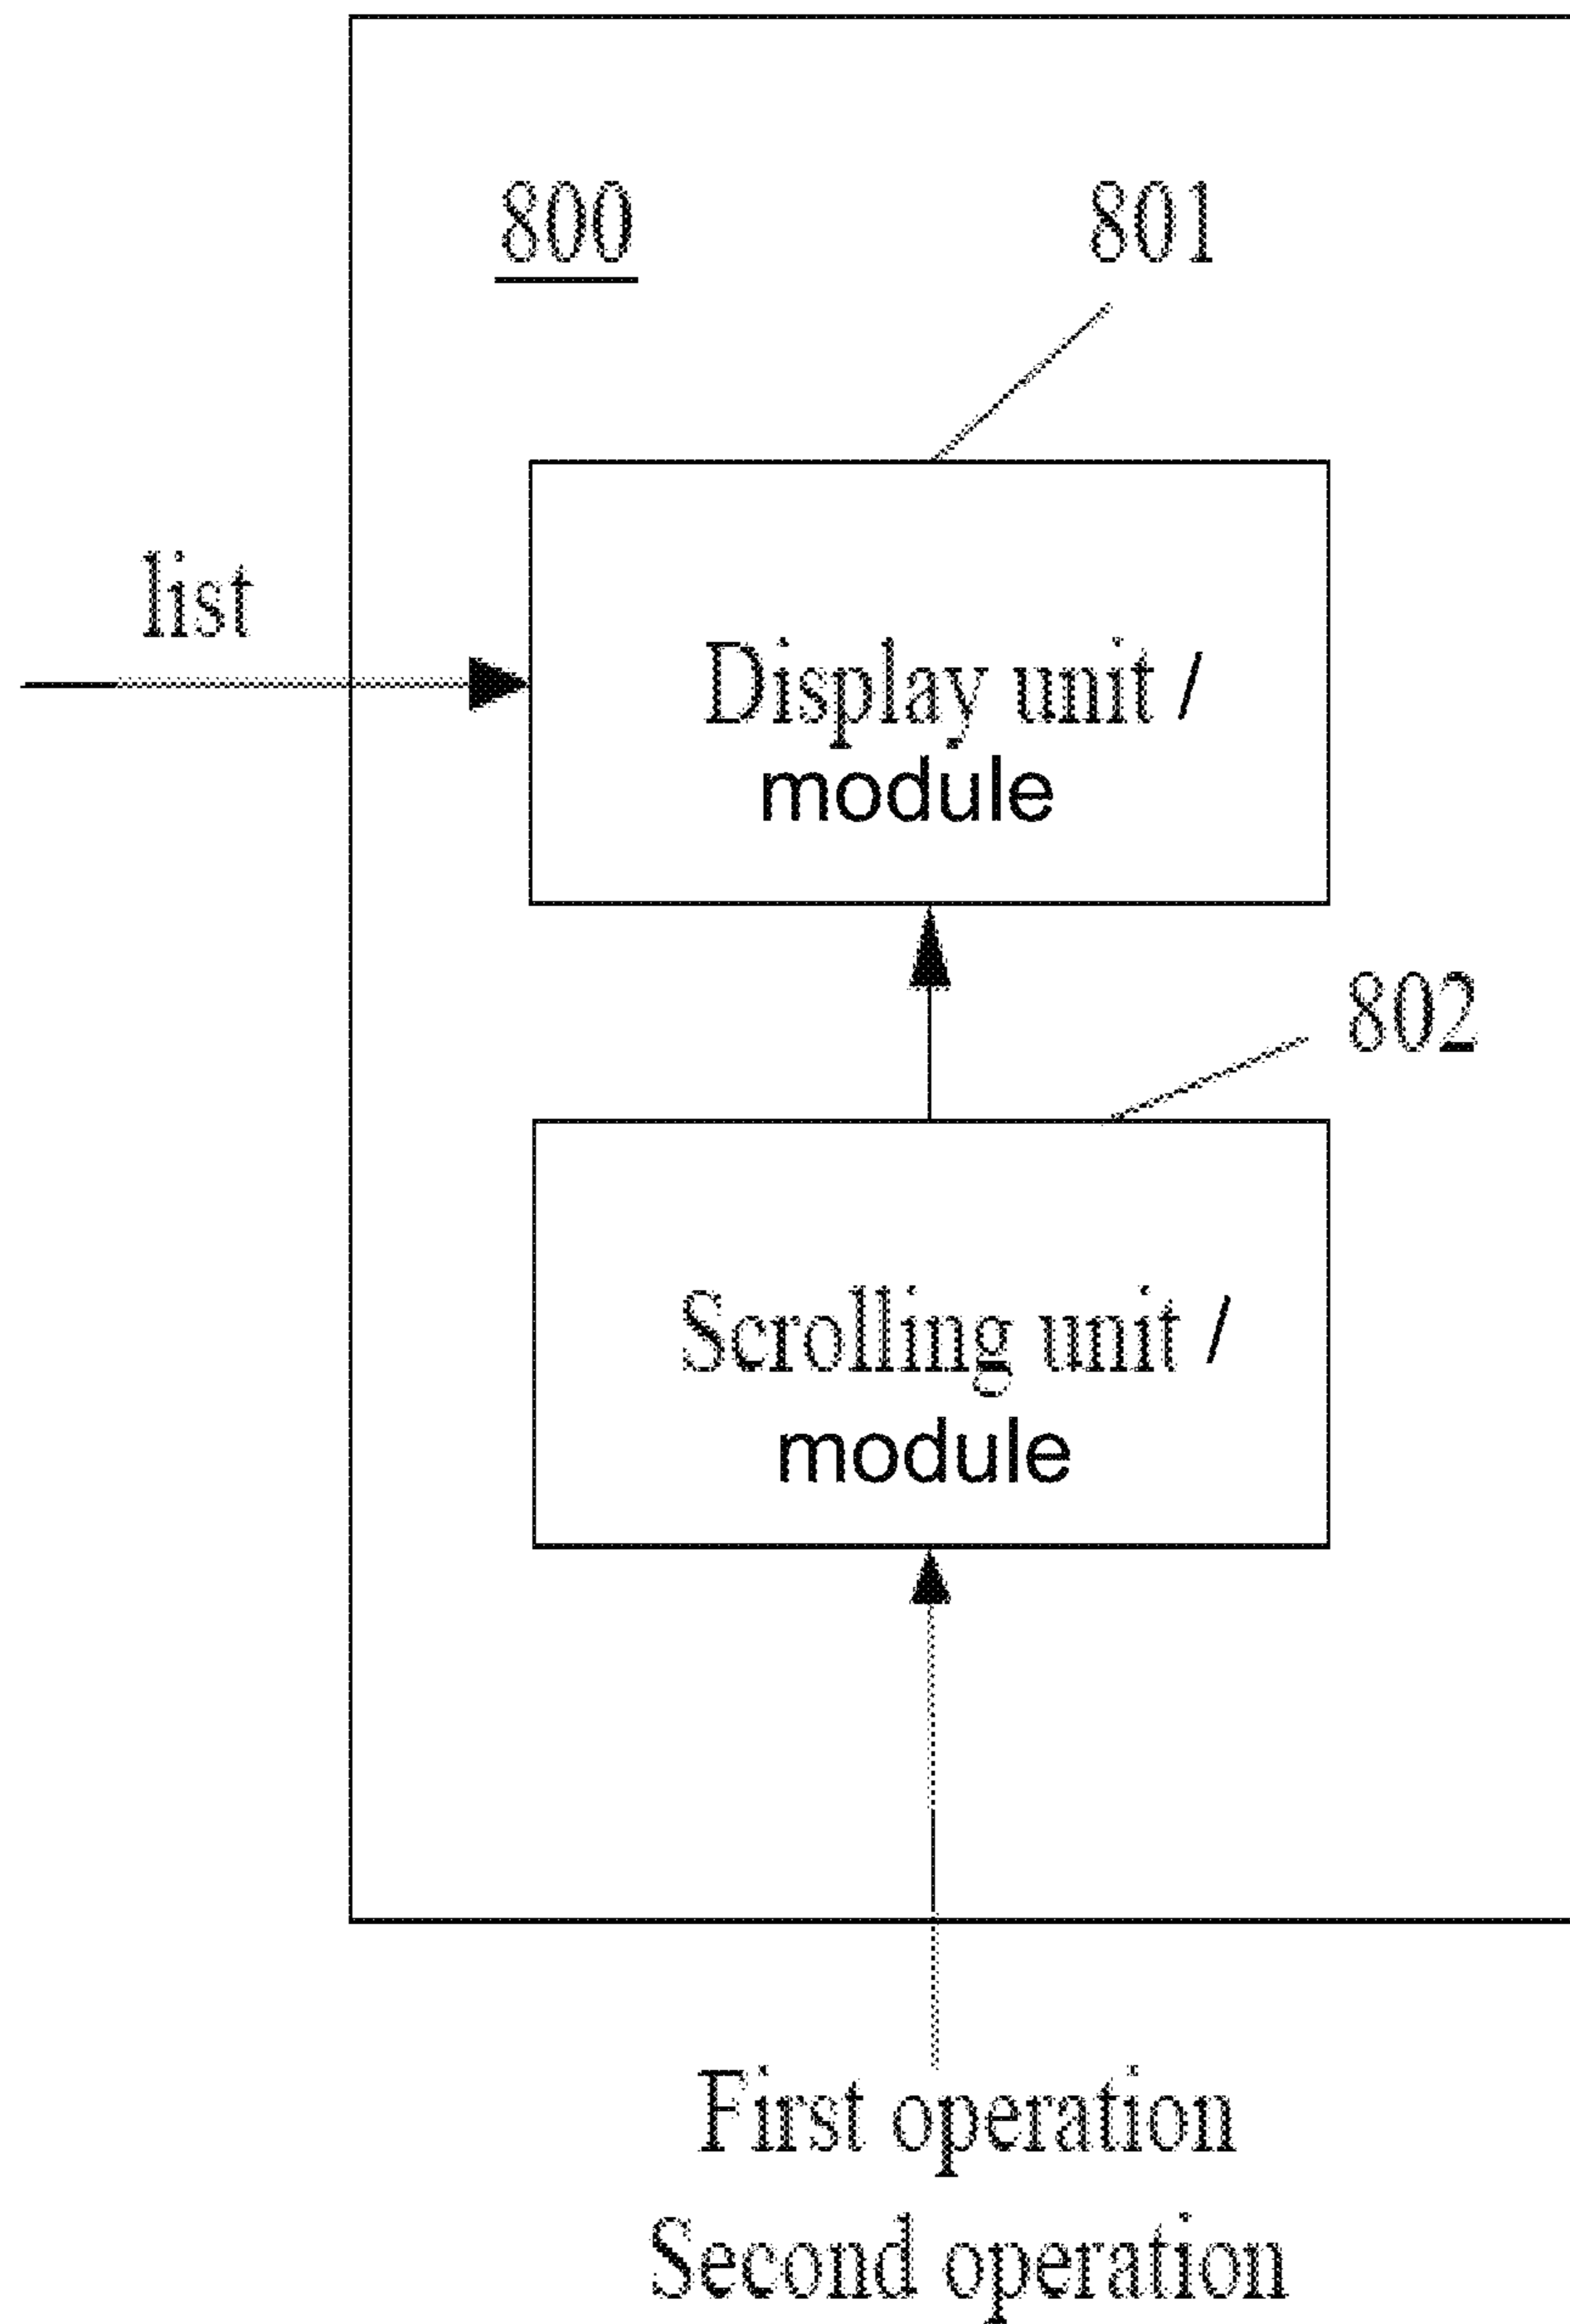 800
801
list
Display unit /
module
802
Scrolling unit /
module
First operation
Second operation